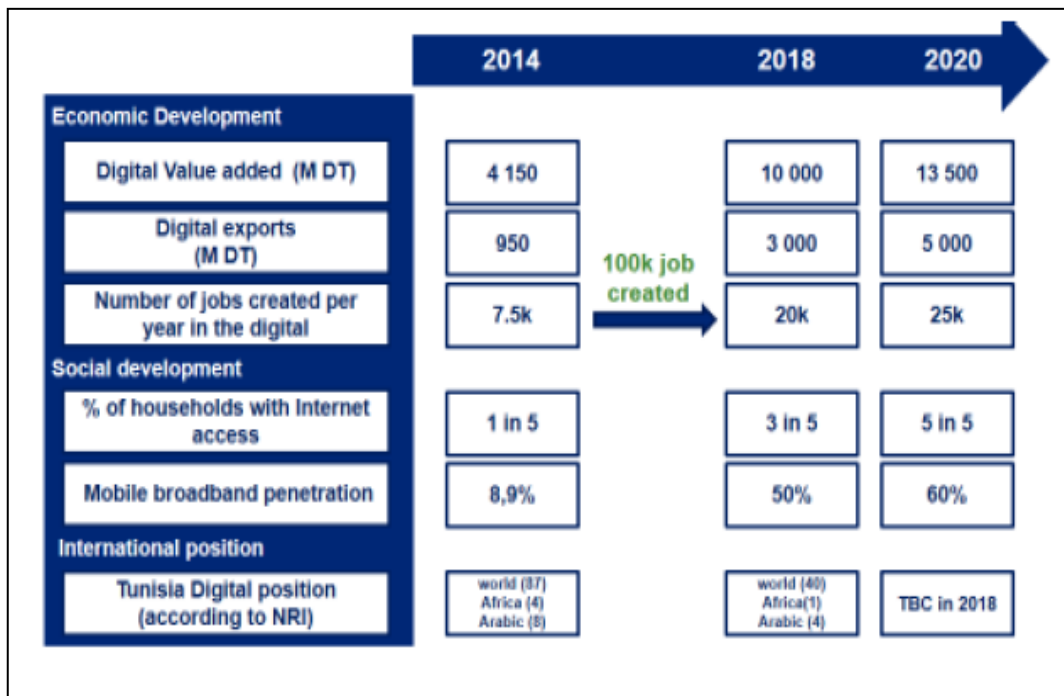 2014 2018 2020
Economic Development
Digital Value added (M DT) 4 150 10 000 13 500
Digital exports
(M DT) 950 3 000 5 000
100k job
created
Number of jobs created per
year in the digital 7.5k 20k 25k
Social development
% of households with Internet
access 1 in 5 3 in 5 5 in 5
Mobile broadband penetration 8,9% 50% 60%
International position
Tunisia Digital position
(according to NRI)
world (87)
Africa (4)
Arabic (8)
world (40)
Africa(1)
Arabic (4)
TBC in 2018